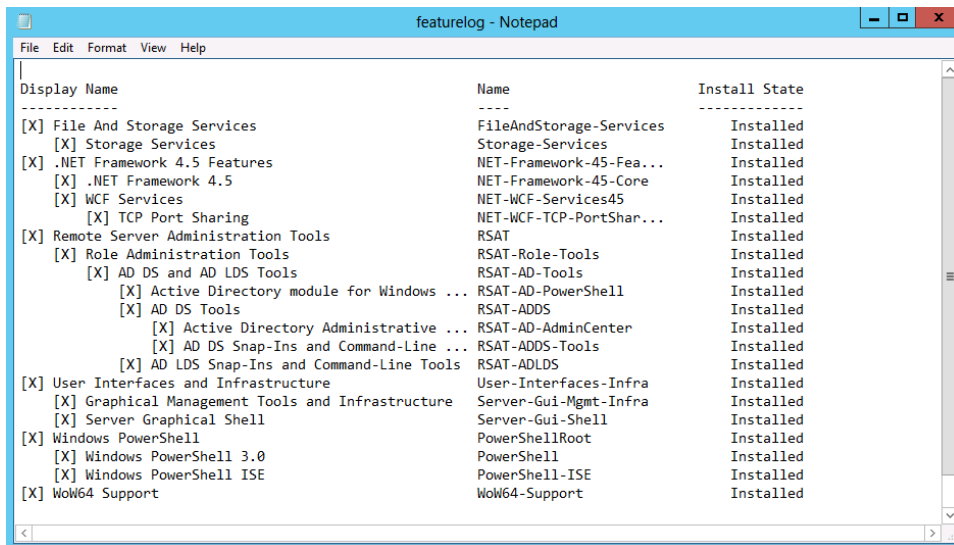 featurelog - Notepad
File Edit Format View Help
Display Name Name Install State
------------ ---- -------------
[X] File And Storage Services FileAndStorage-Services Installed
[X] Storage Services Storage-Services Installed
[X] .NET Framework 4.5 Features NET-Framework-45-Fea... Installed
[X] .NET Framework 4.5 NET-Framework-45-Core Installed
[X] WCF Services NET-WCF-Services45 Installed
[X] TCP Port Sharing NET-WCF-TCP-PortShar... Installed
[X] Remote Server Administration Tools RSAT Installed
[X] Role Administration Tools RSAT-Role-Tools Installed
[X] AD DS and AD LDS Tools RSAT-AD-Tools Installed
[X] Active Directory module for Windows ... RSAT-AD-PowerShell Installed
[X] AD DS Tools RSAT-ADDS Installed
[X] Active Directory Administrative ... RSAT-AD-AdminCenter Installed
[X] AD DS Snap-Ins and Command-Line ... RSAT-ADDS-Tools Installed
[X] AD LDS Snap-Ins and Command-Line Tools RSAT-ADLDS Installed
[X] User Interfaces and Infrastructure User-Interfaces-Infra Installed
[X] Graphical Management Tools and Infrastructure Server-Gui-Mgmt-Infra Installed
[X] Server Graphical Shell Server-Gui-Shell Installed
[X] Windows PowerShell PowerShellRoot Installed
[X] Windows PowerShell 3.0 PowerShell Installed
[X] Windows PowerShell ISE PowerShell-ISE Installed
[X] WoW64 Support WoW64-Support Installed